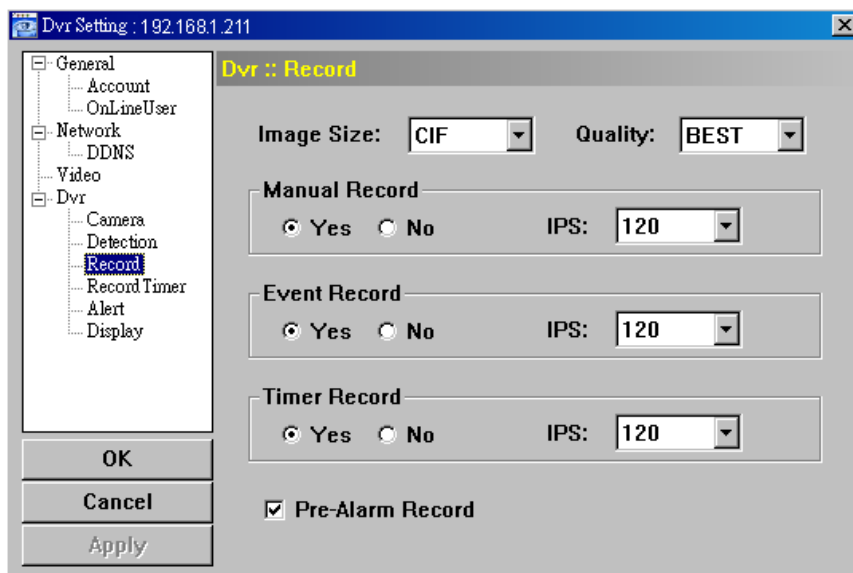 Dvr Setting : 192.168.1.211
General
Account
OnLineUser
Network
DDNS
Video
Dvr
Camera
Detection
Record
Record Timer
Alert
Display
OK
Cancel
Apply
Dvr :: Record
Image Size: CIF Quality: BEST
Manual Record
Yes No IPS: 120
Event Record
Yes No IPS: 120
Timer Record
Yes No IPS: 120
Pre-Alarm Record